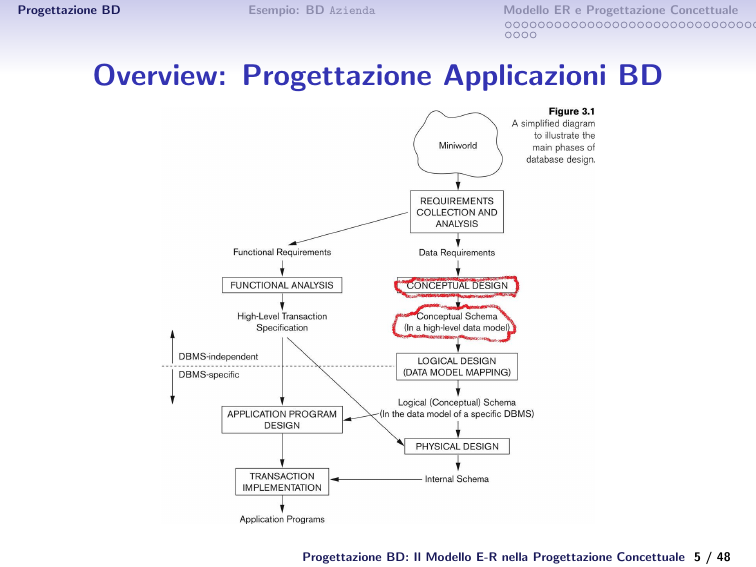 Progettazione BD
Esempio: BD Azienda
Modello ER e Progettazione Concettuale
Overview: Progettazione Applicazioni BD
Figure 3.1
A simplified diagram
to illustrate the
main phases of
database design.
Miniworld
REQUIREMENTS
COLLECTION AND
ANALYSIS
Functional Requirements
Data Requirements
FUNCTIONAL ANALYSIS
CONCEPTUAL DESIGN
High-Level Transaction
Specification
Conceptual Schema
(In a high-level data model)
DBMS-independent
DBMS-specific
LOGICAL DESIGN
(DATA MODEL MAPPING)
Logical (Conceptual) Schema
(In the data model of a specific DBMS)
APPLICATION PROGRAM
DESIGN
PHYSICAL DESIGN
TRANSACTION
IMPLEMENTATION
Internal Schema
Application Programs
Progettazione BD: Il Modello E-R nella Progettazione Concettuale 5 / 48